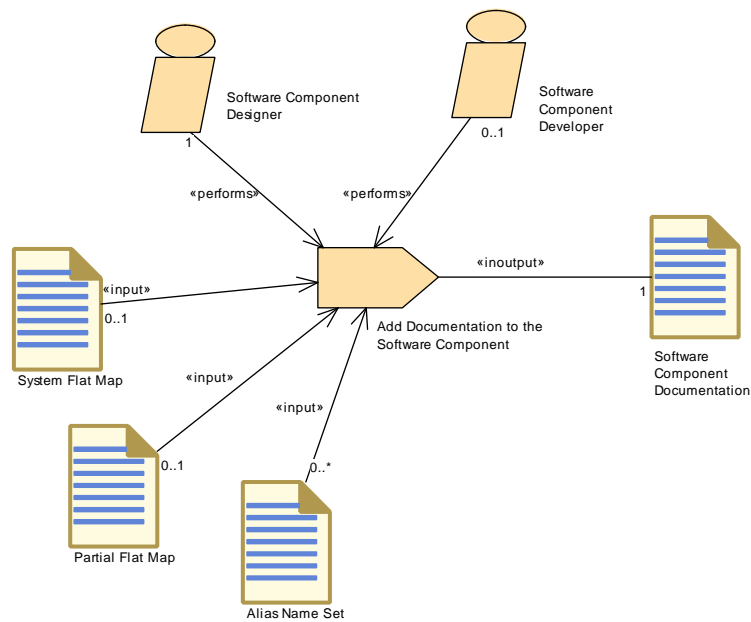 Software Component
Designer
Software
Component
Developer
1
0..1
«performs»
«performs»
«input»
0..1
System Flat Map
«inoutput»
1
Add Documentation to the
Software Component
Software
Component
Documentation
«input»
0..1
Partial Flat Map
«input»
0..*
Alias Name Set